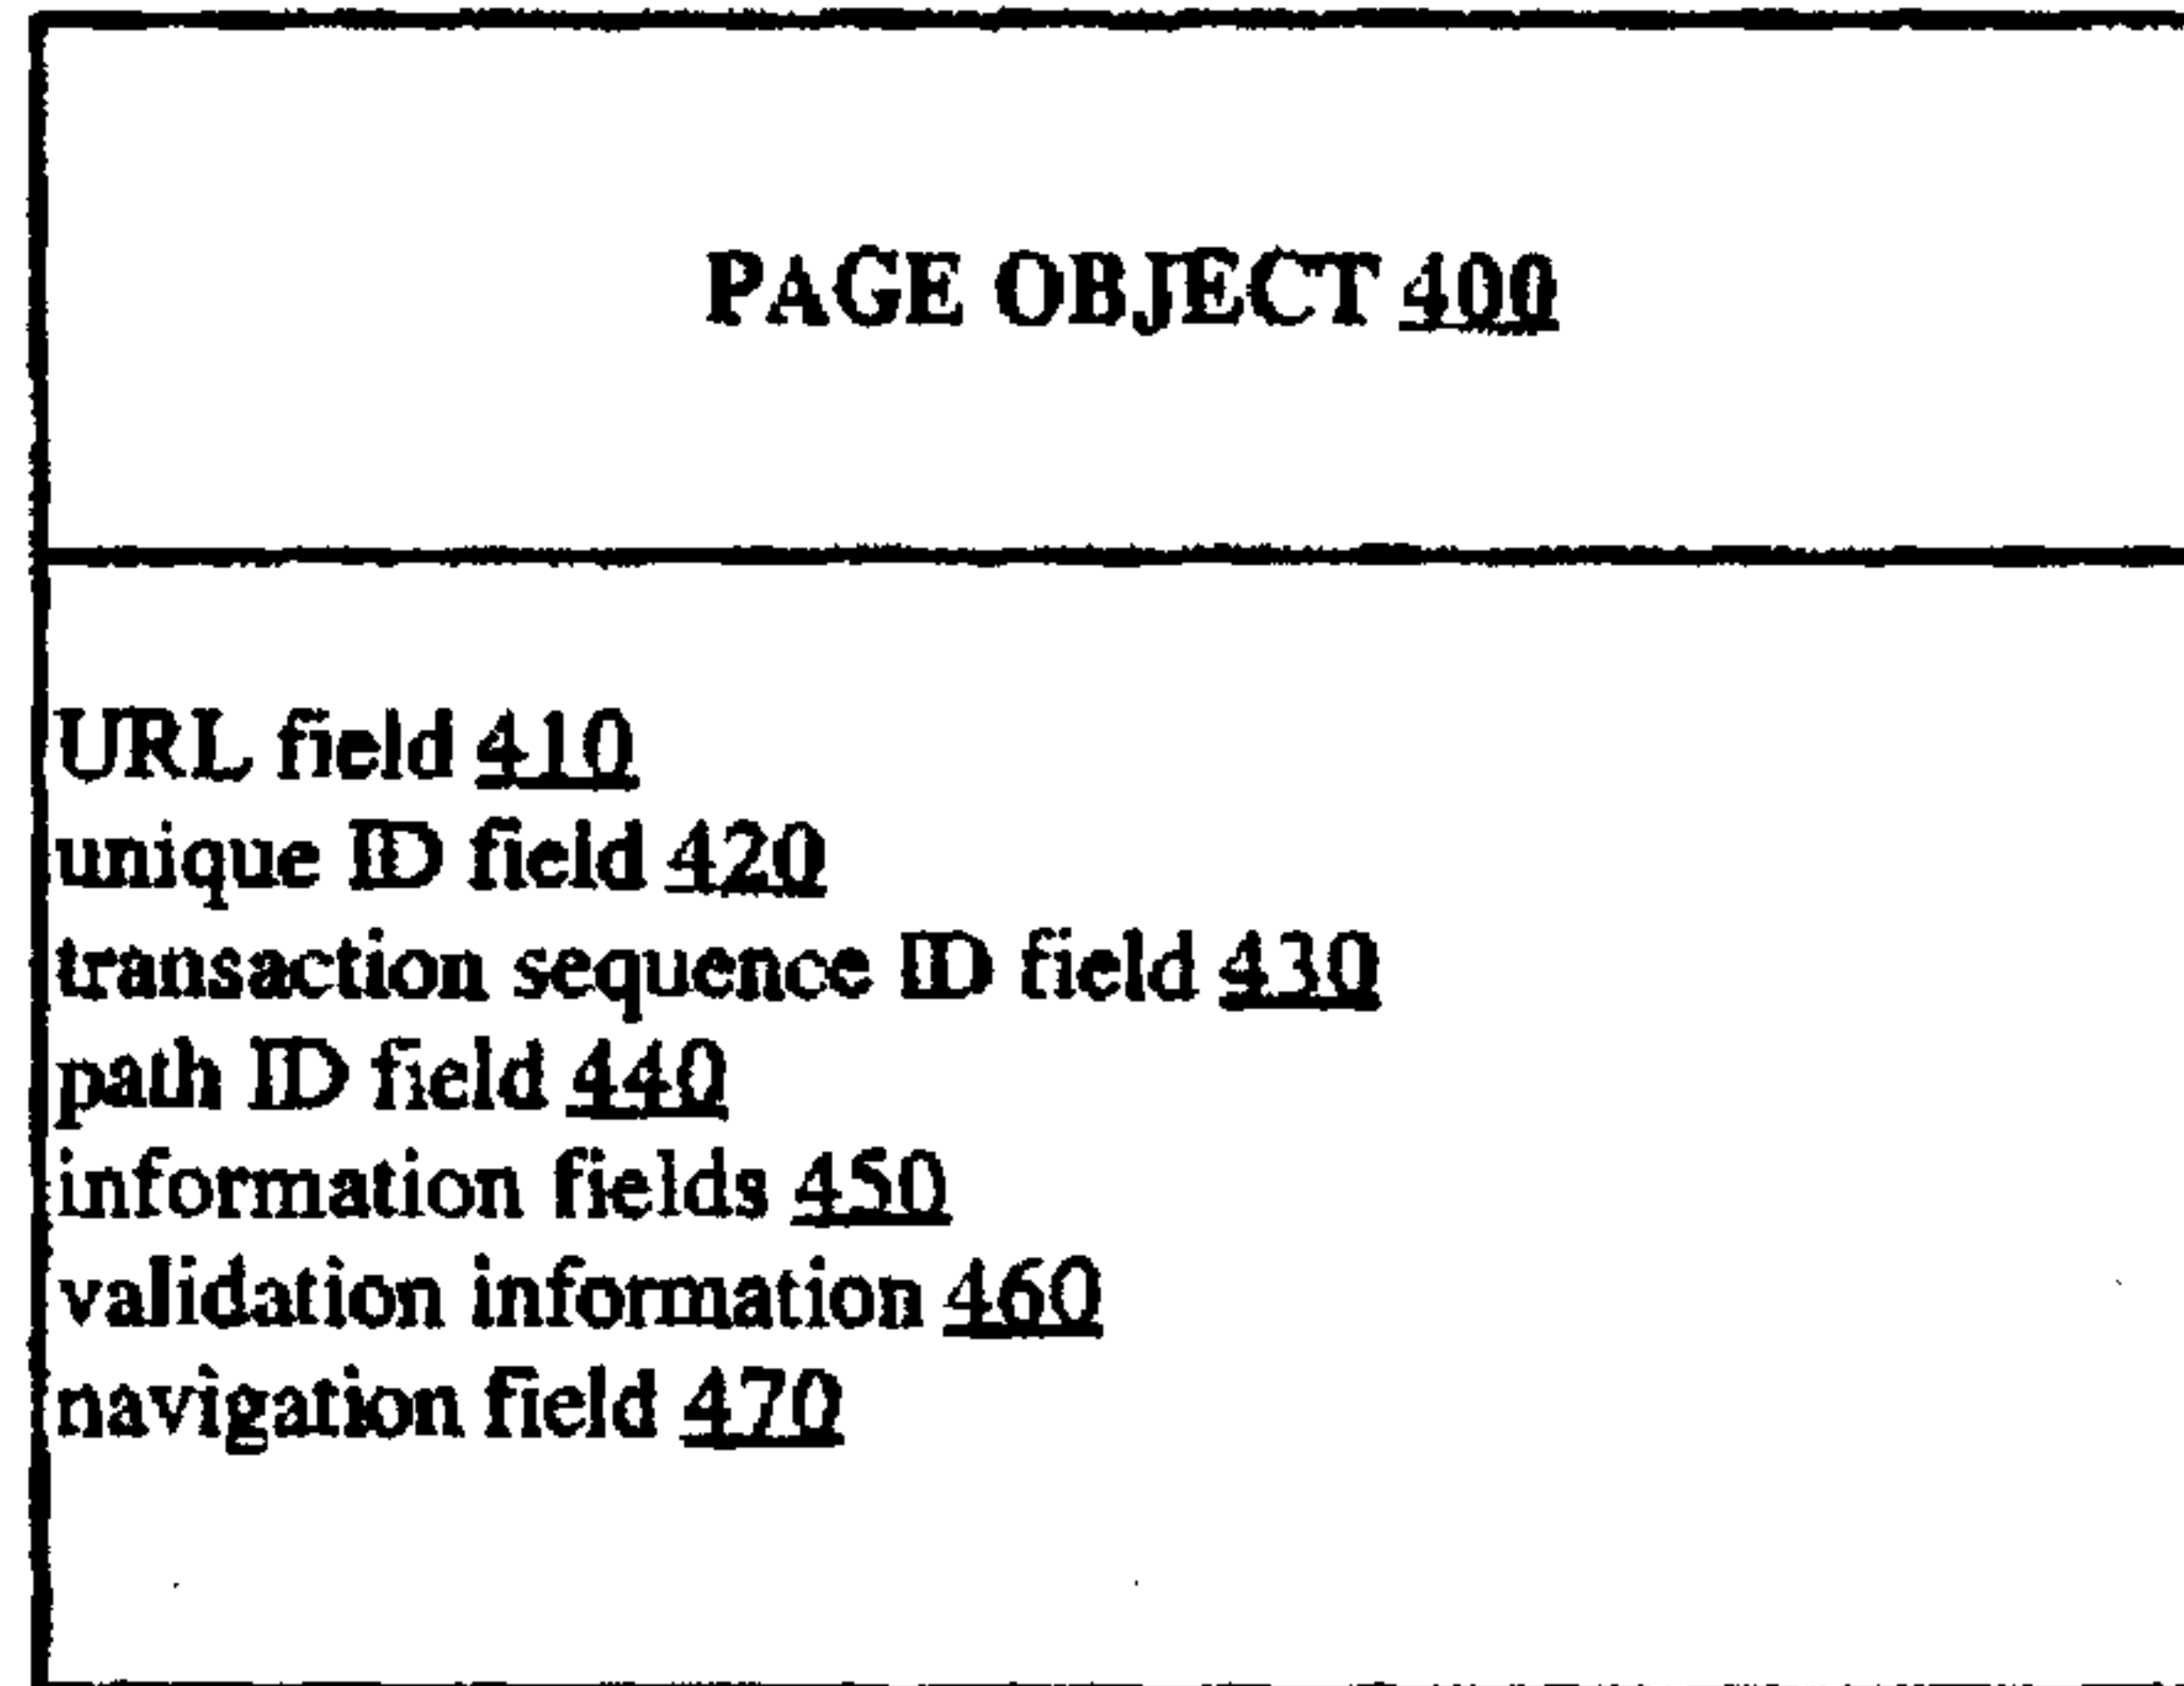 PAGE OBJECT 400
URL field 410
unique ID field 420
transaction sequence ID field 430
path ID field 440
information fields 450
validation information 460
navigation field 470